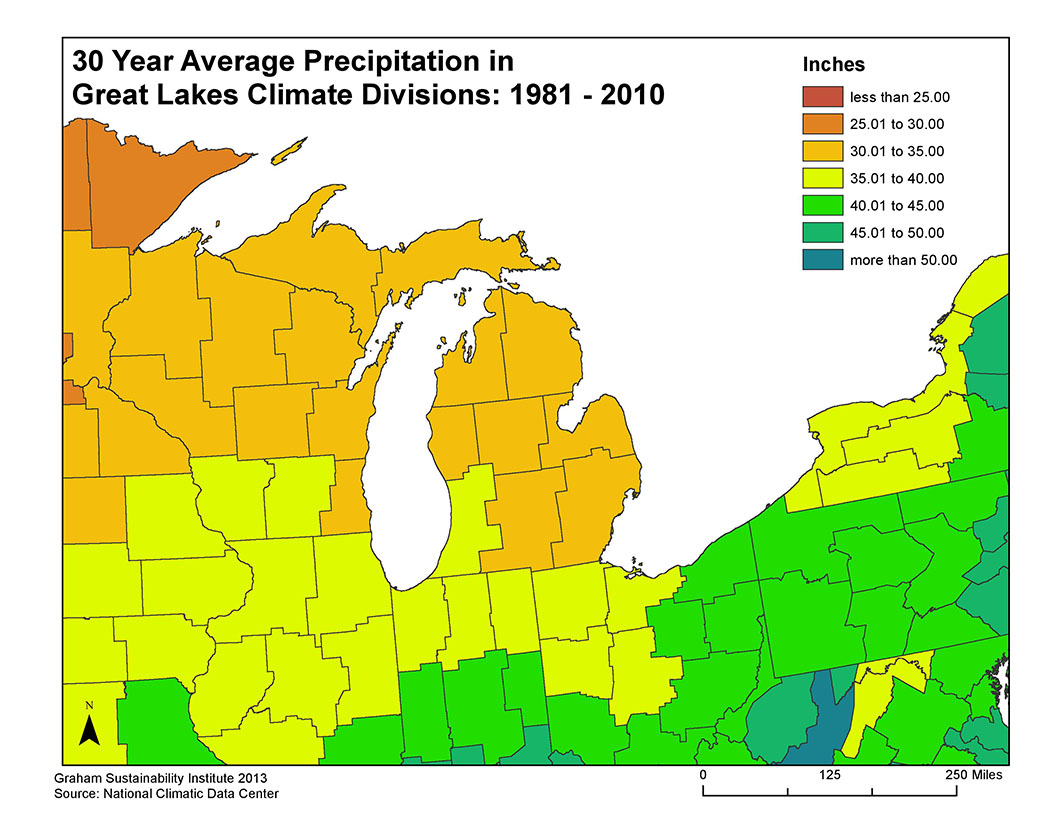 30 Year Average Precipitation in
Great Lakes Climate Divisions: 1981 - 2010
Inches
less than 25.00
25.01 to 30.00
30.01 to 35.00
35.01 to 40.00
40.01 to 45.00
45.01 to 50.00
more than 50.00
N
Graham Sustainability Institute 2013
Source: National Climatic Data Center
0 125 250 Miles